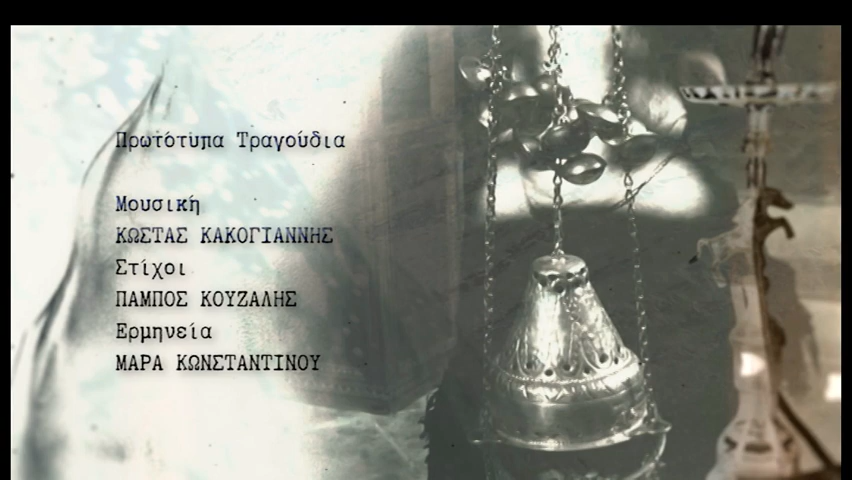 Πρωτότυπα Τραγούδια
Μουσική
ΚΩΣΤΑΣ ΚΑΚΟΓΙΑΝΝΗΣ
Στίχοι
ΠΑΜΠΟΣ ΚΟΥΖΑΛΗΣ
Ερμηνεία
ΜΑΡΑ ΚΩΝΣΤΑΝΤΙΝΟΥ